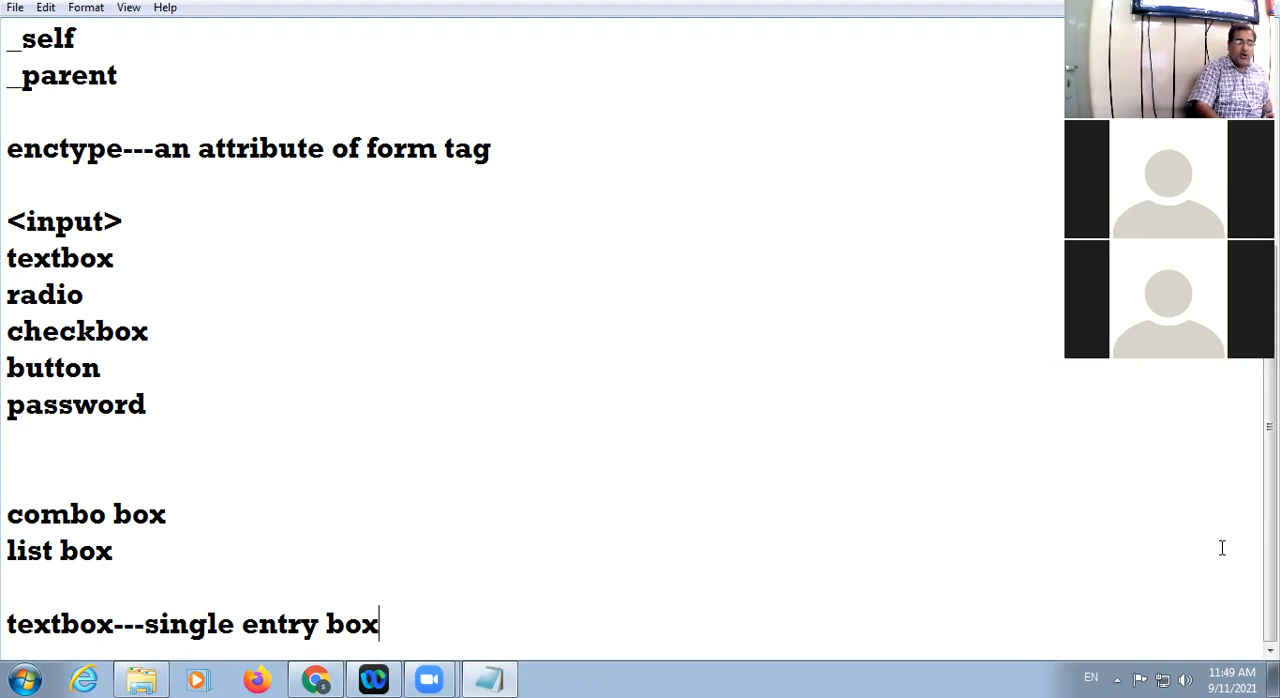 File Edit Format View Help
_self
_parent
enctype---an attribute of form tag
<input>
textbox
radio
checkbox
button
password
combo box
list box
textbox---single entry box
EN
11:49 AM
9/11/2021